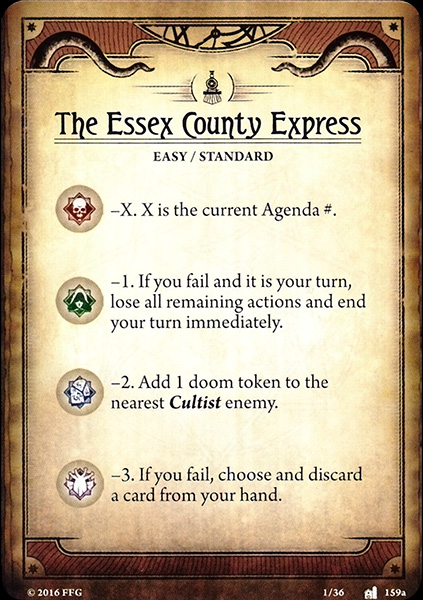 The Essex County Express
EASY / STANDARD
–X. X is the current Agenda #.
–1. If you fail and it is your turn,
lose all remaining actions and end
your turn immediately.
–2. Add 1 doom token to the
nearest Cultist enemy.
–3. If you fail, choose and discard
a card from your hand.
© 2016 FFG 1/36 159a